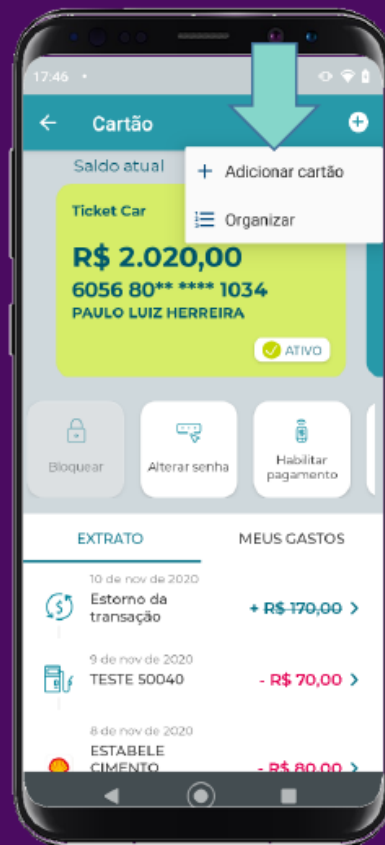 17:46
Cartão
Saldo atual
+ Adicionar cartão
Organizar
Ticket Car
R$ 2.020,00
6056 80** **** 1034
PAULO LUIZ HERREIRA
ATIVO
Bloquear
Alterar senha
Habilitar
pagamento
EXTRATO
MEUS GASTOS
10 de nov de 2020
Estorno da
transação
+ R$ 170,00 >
9 de nov de 2020
TESTE 50040
- R$ 70,00 >
8 de nov de 2020
ESTABELE
CIMENTO
- R$ 80,00 >